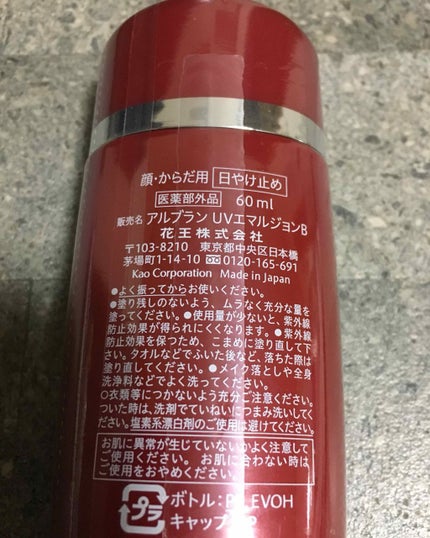 顔・からだ用 日やけ止め
医薬部外品 60ml
販売名 アルブラン UVエマルジョンB
花王株式会社
〒103-8210 東京都中央区日本橋
茅場町1-14-10 0120-165-691
Kao Corporation Made in Japan
●よく振ってからお使いください。
●塗り残しのないよう、ムラなく充分な量を
塗ってください。●使用量が少ないと、紫外線
防止効果が得られにくくなります。●紫外線
防止効果を保つため、こまめに塗り直して下
さい。タオルなどでふいた後など、落ちた際は
塗り直してください。●メイク落としや全身
洗浄料などでよく洗ってください。
○衣類等につかないよう充分ご注意ください。
ついた時は、洗剤でていねいにつまみ洗いしてく
ださい。塩素系漂白剤のご使用は避けてください。
お肌に異常が生じていないかよく注意して
ご使用ください。お肌に合わない時は
ご使用をおやめください。
プラ ボトル: EVOH
キャップ: